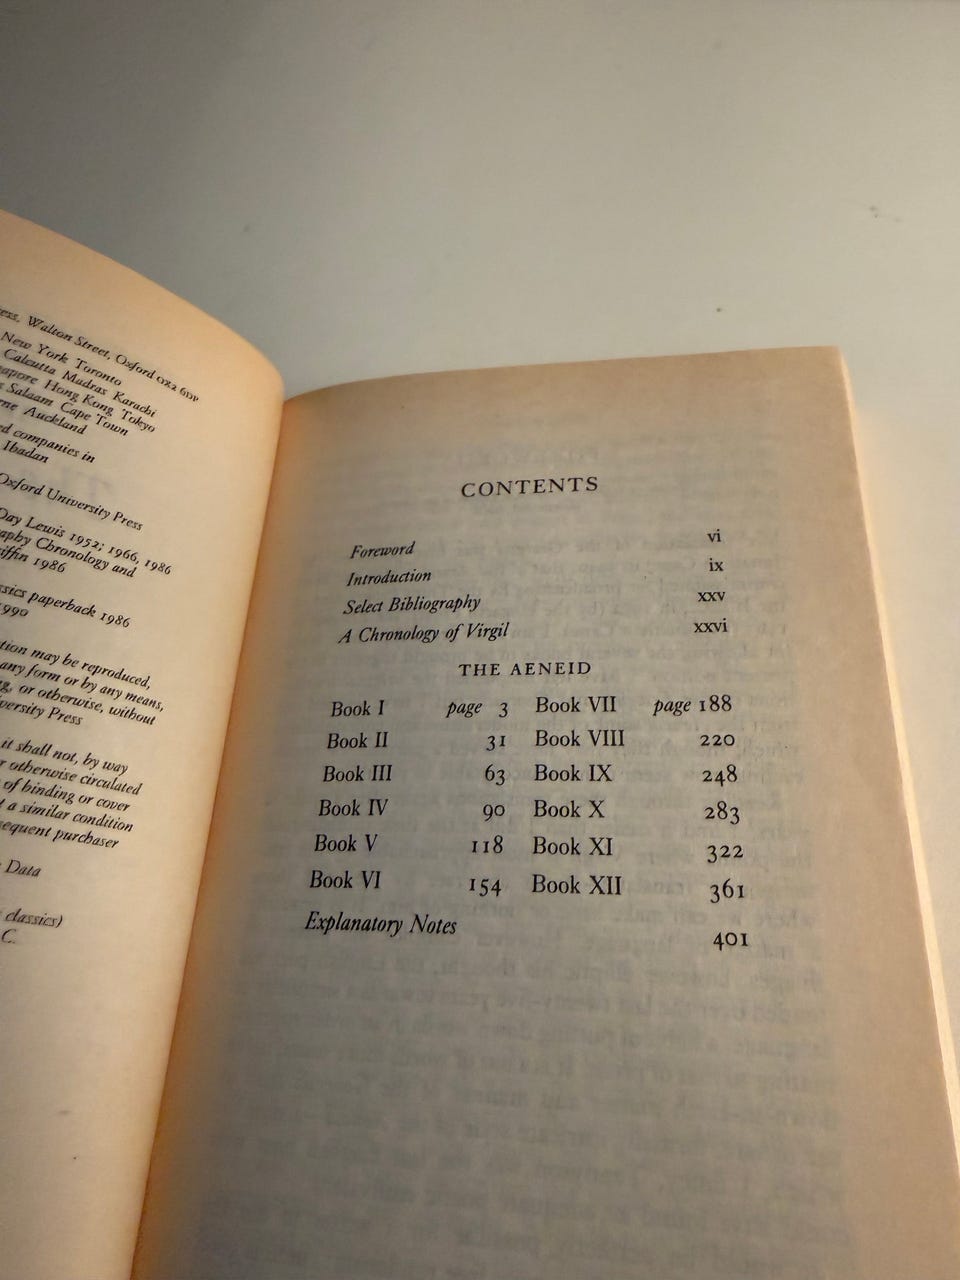 Walton Street, Oxford OX2 6DP
New York Toronto
Calcutta Madras Karachi
Hong Kong Tokyo
Salaam Cape Town
Auckland
companies in
Ibadan
Oxford University Press
Day Lewis 1952; 1966, 1986
Chronology and
1986
paperback 1986
1990
may be reproduced,
any form or by any means,
or otherwise, without
Press
it shall not, by way
or otherwise circulated
of binding or cover
a similar condition
purchaser
Data
classics)
C.
CONTENTS
Foreword vi
Introduction ix
Select Bibliography xxv
A Chronology of Virgil xxvi
THE AENEID
Book I page 3 Book VII page 188
Book II 31 Book VIII 220
Book III 63 Book IX 248
Book IV 90 Book X 283
Book V 118 Book XI 322
Book VI 154 Book XII 361
Explanatory Notes 401